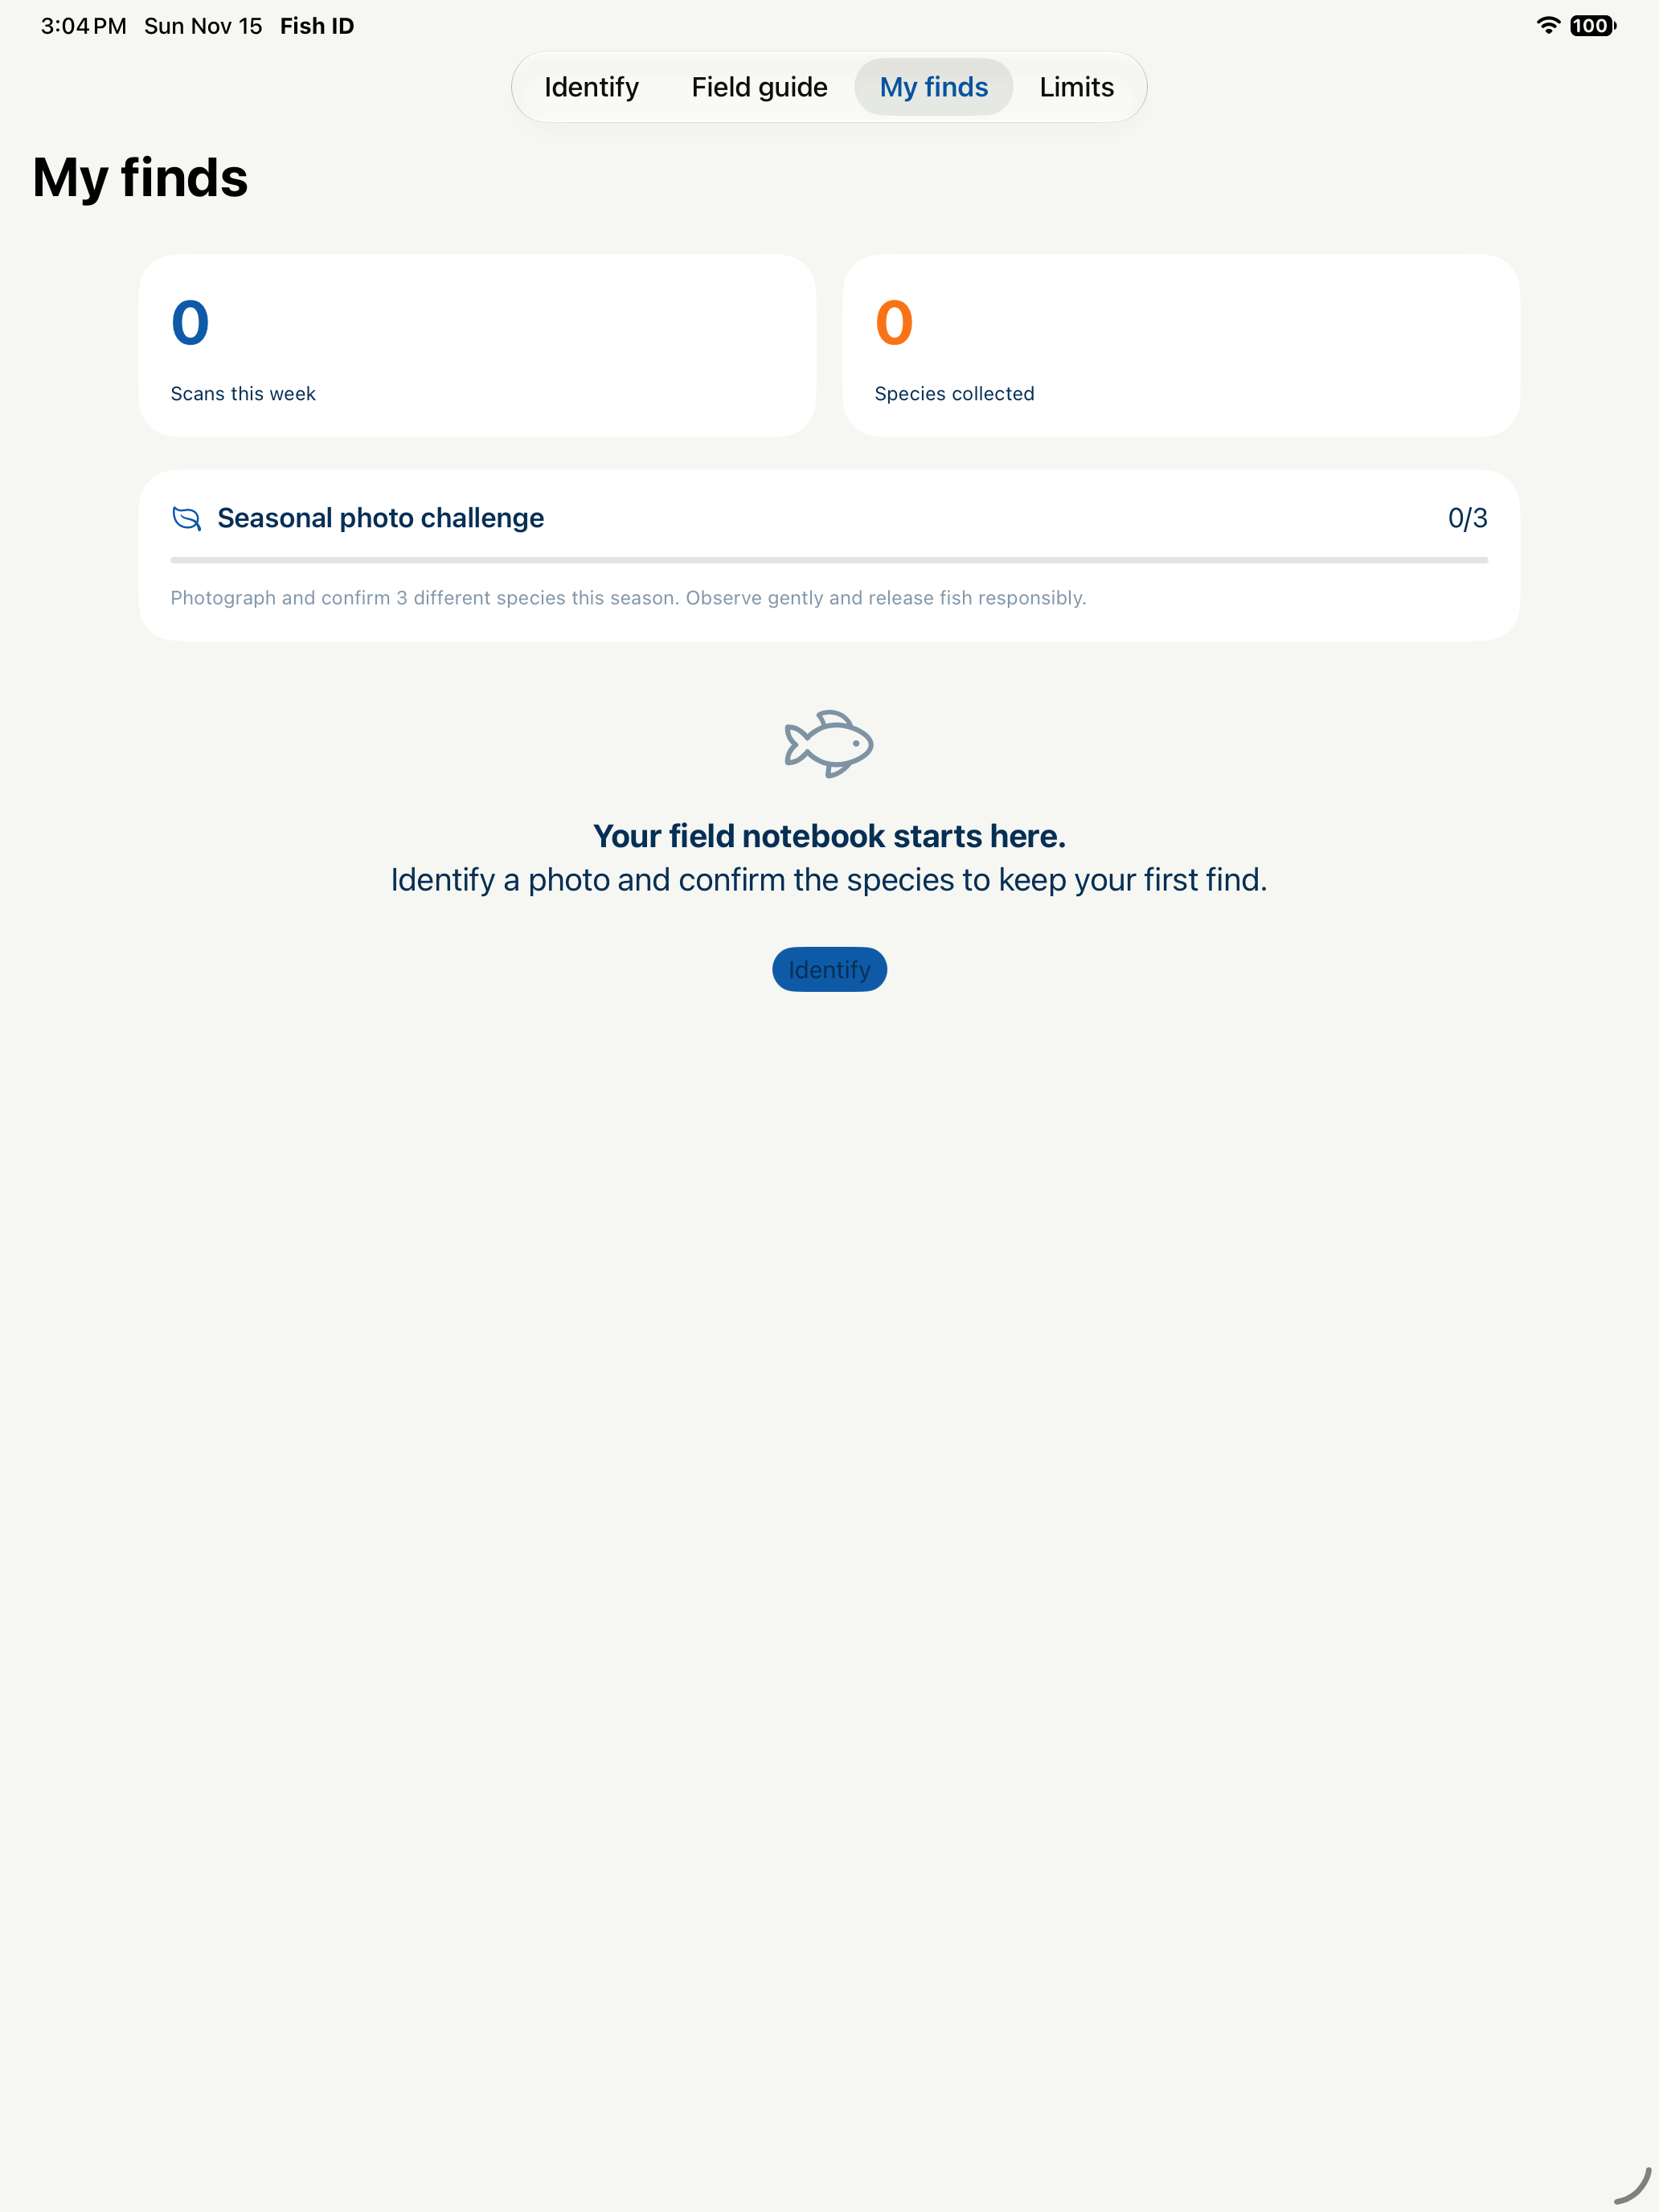 3:04 PM Sun Nov 15 Fish ID 100
Identify Field guide My finds Limits
My finds
0
Scans this week
0
Species collected
Seasonal photo challenge 0/3
Photograph and confirm 3 different species this season. Observe gently and release fish responsibly.
Your field notebook starts here.
Identify a photo and confirm the species to keep your first find.
Identify